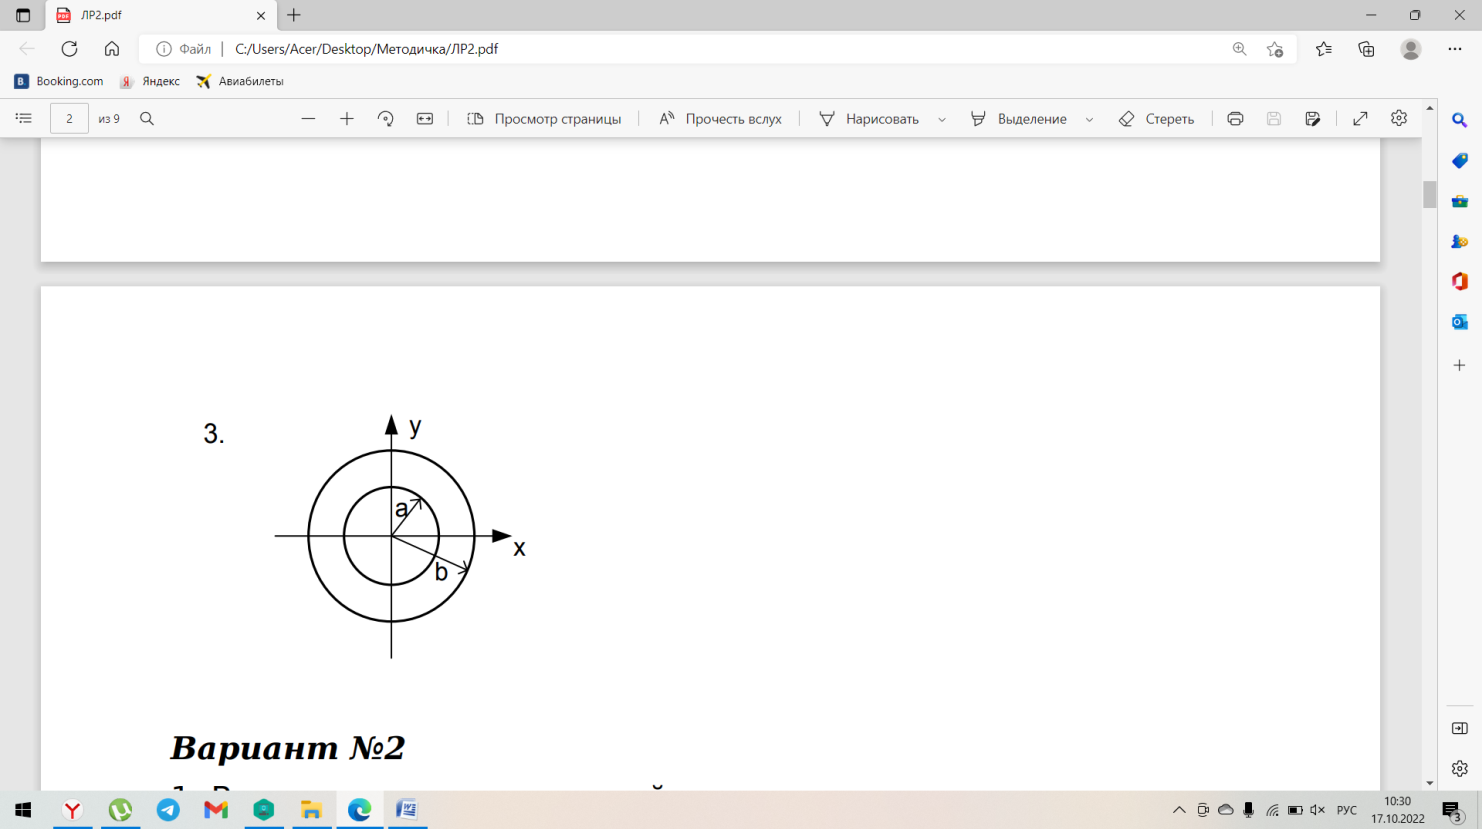 ЛР2.pdf
Файл | C:/Users/Acer/Desktop/Методичка/ЛР2.pdf
Booking.com Яндекс Авиабилеты
2 из 9 Просмотр страницы Прочесть вслух Нарисовать Выделение Стереть
3.
y
a
x
b
Вариант №2
РУС
10:30
17.10.2022
3